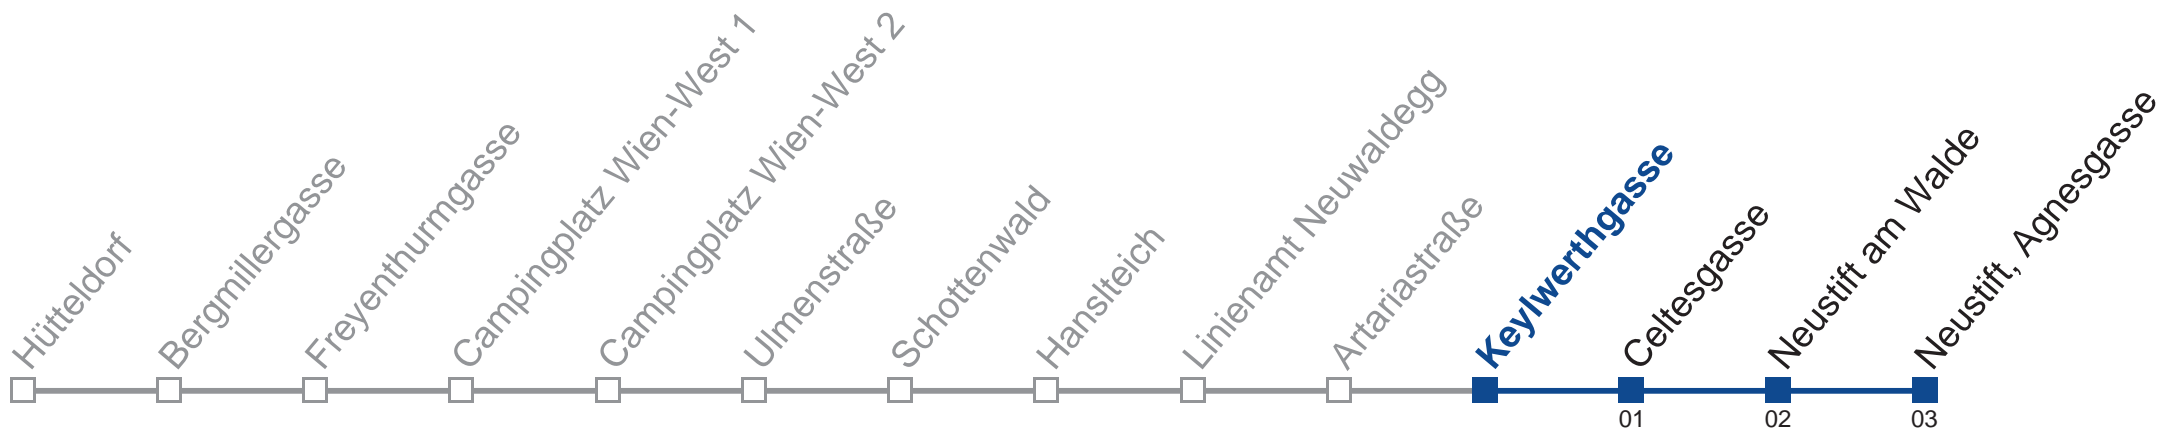 Hütteldorf
Bergmillergasse
Freyenthurmgasse
Campingplatz Wien-West 1
Campingplatz Wien-West 2
Ulmenstraße
Schottenwald
Hanslteich
Linienamt Neuwaldegg
Artariastraße
Keylwerthgasse
Celtesgasse
Neustift am Walde
Neustift, Agnesgasse
01
02
03